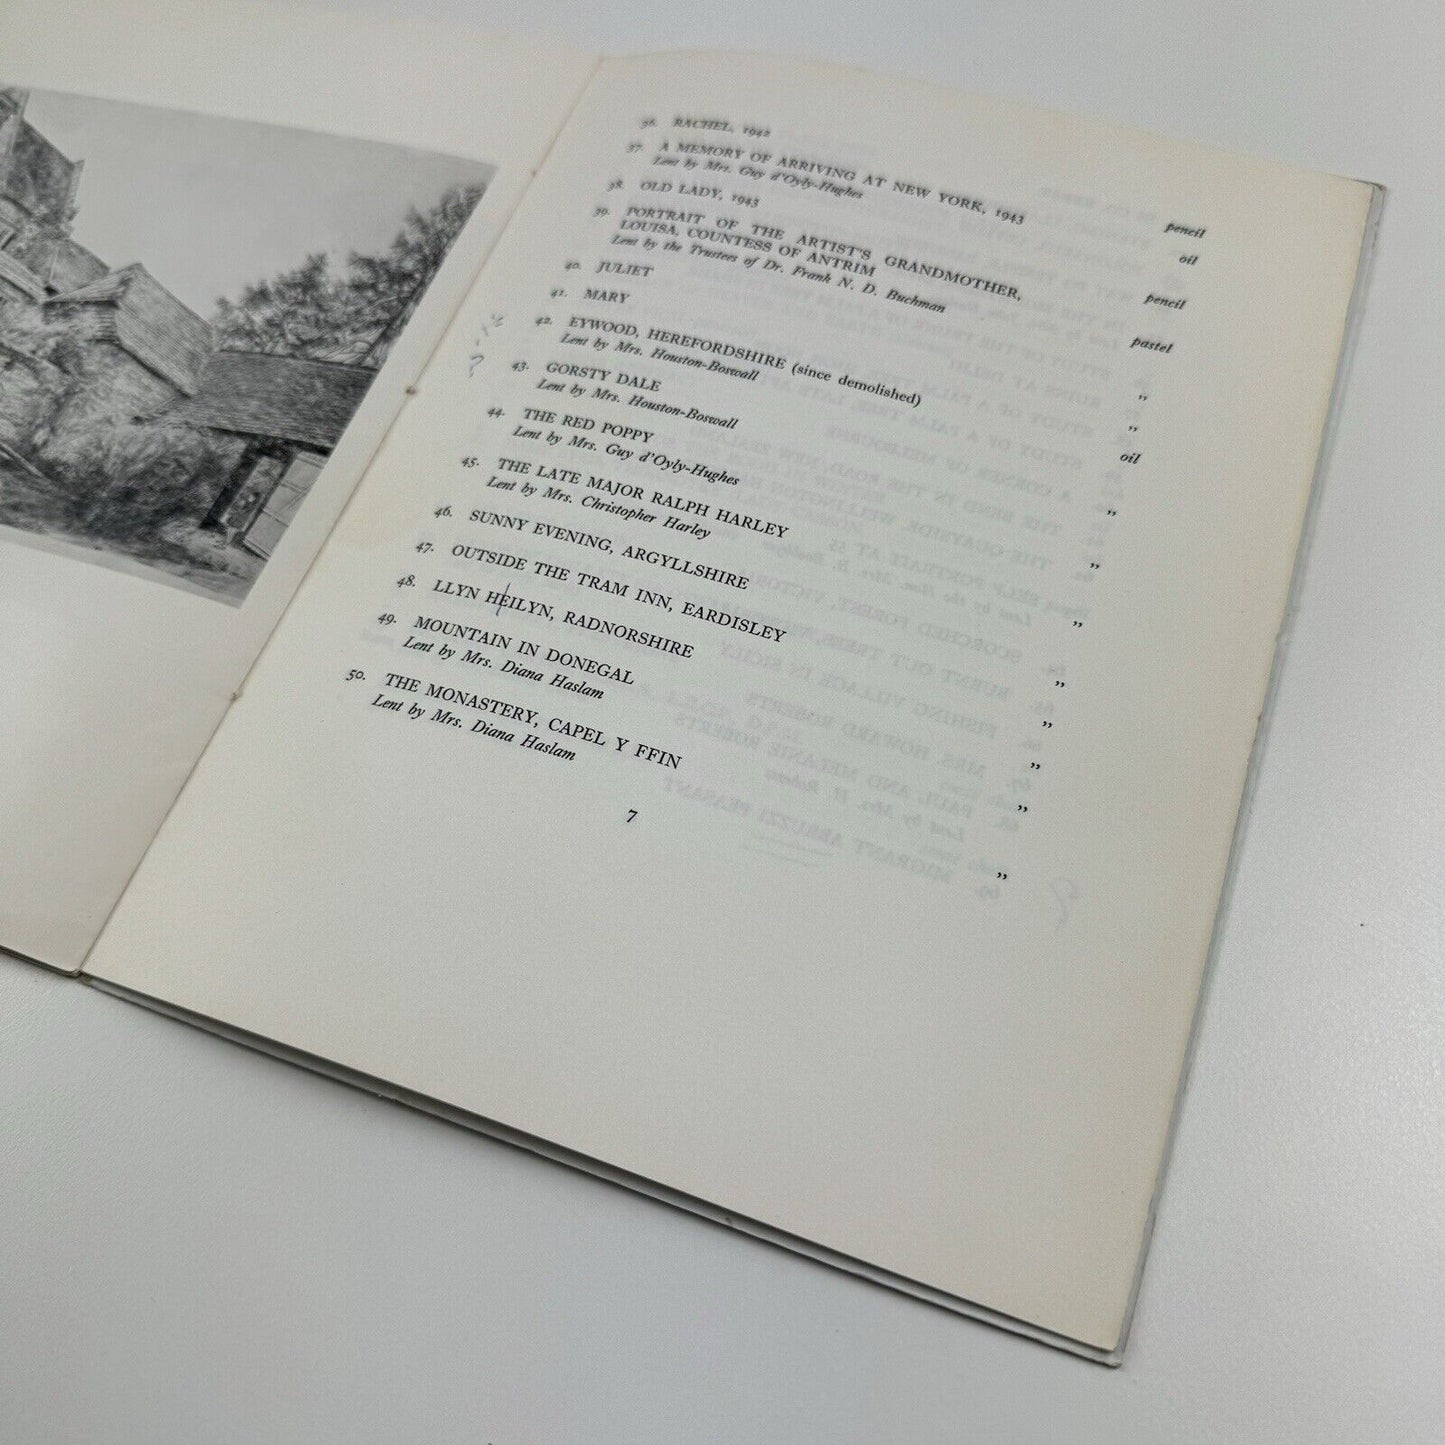 36. RACHEL, 1942 pencil
37. A MEMORY OF ARRIVING AT NEW YORK, 1943 oil
Lent by Mrs. Guy d'Oyly-Hughes
38. OLD LADY, 1943 pencil
39. PORTRAIT OF THE ARTIST'S GRANDMOTHER,
LOUISA, COUNTESS OF ANTRIM pastel
Lent by the Trustees of Dr. Frank N. D. Buchman
40. JULIET ”
41. MARY ”
42. EYWOOD, HEREFORDSHIRE (since demolished) oil
Lent by Mrs. Houston-Boswall
43. GORSTY DALE ”
Lent by Mrs. Houston-Boswall
44. THE RED POPPY ”
Lent by Mrs. Guy d'Oyly-Hughes
45. THE LATE MAJOR RALPH HARLEY ”
Lent by Mrs. Christopher Harley
46. SUNNY EVENING, ARGYLLSHIRE ”
47. OUTSIDE THE TRAM INN, EARDISLEY ”
48. LLYN HEILYN, RADNORSHIRE ”
49. MOUNTAIN IN DONEGAL ”
Lent by Mrs. Diana Haslam
50. THE MONASTERY, CAPEL Y FFIN ”
Lent by Mrs. Diana Haslam
7